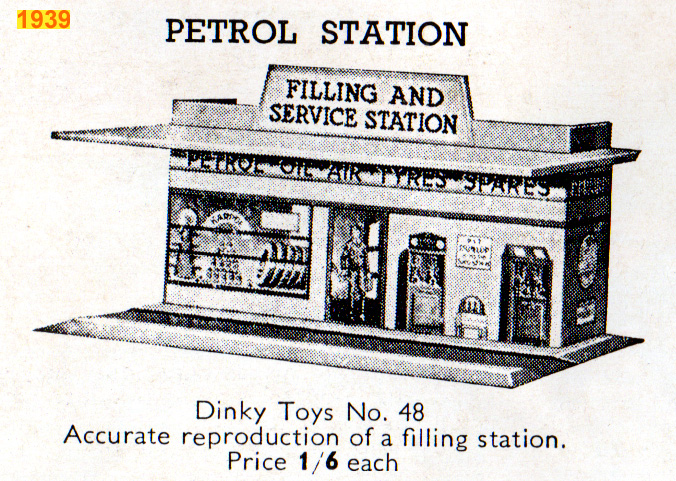 1939
PETROL STATION
FILLING AND
SERVICE STATION
PETROL OIL AIR TYRES SPARES
Dinky Toys No. 48
Accurate reproduction of a filling station.
Price 1/6 each